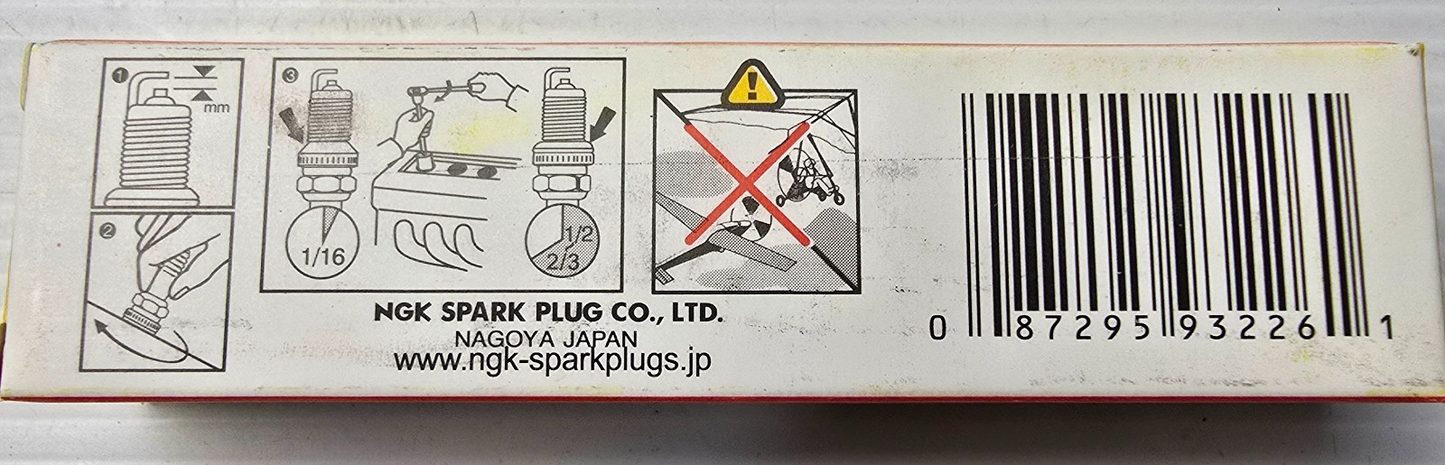 1
mm
2
3
1/16
1/2
2/3
!
NGK SPARK PLUG CO., LTD.
NAGOYA JAPAN
www.ngk-sparkplugs.jp
0 87295 93226 1